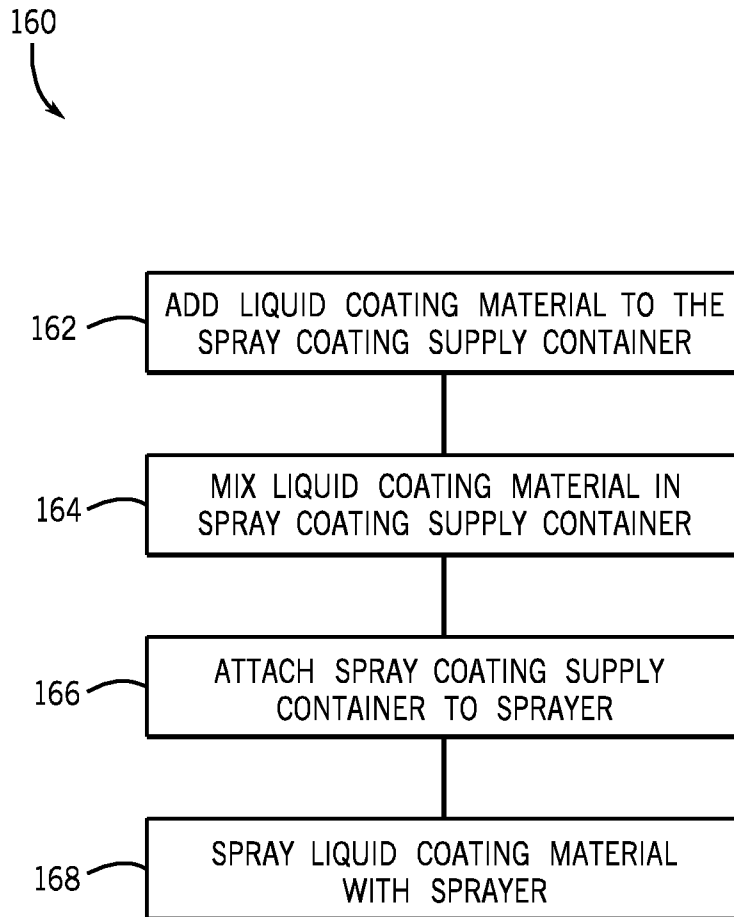 160
162
ADD LIQUID COATING MATERIAL TO THE
SPRAY COATING SUPPLY CONTAINER
164
MIX LIQUID COATING MATERIAL IN
SPRAY COATING SUPPLY CONTAINER
166
ATTACH SPRAY COATING SUPPLY
CONTAINER TO SPRAYER
168
SPRAY LIQUID COATING MATERIAL
WITH SPRAYER